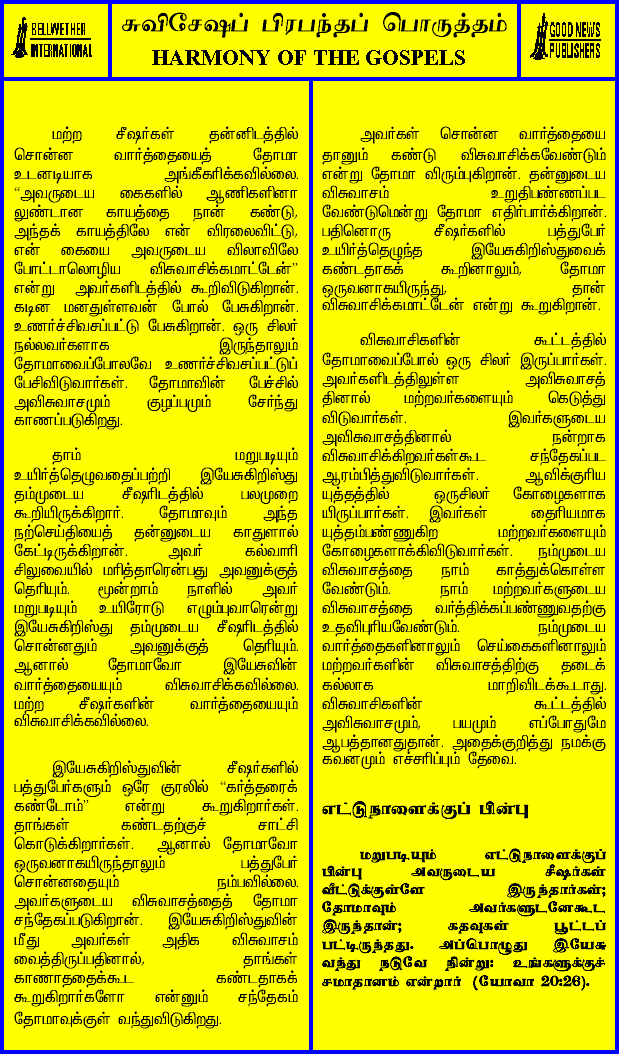 BELLWETHER
INTERNATIONAL
சுவிசேஷப் பிரபந்தப் பொருத்தம்
HARMONY OF THE GOSPELS
GOOD NEWS
PUBLISHERS
மற்ற சீஷர்கள் தன்னிடத்தில்
சொன்ன வார்த்தையைத் தோமா
உடனடியாக அங்கீகரிக்கவில்லை.
“அவருடைய கைகளில் ஆணிகளினா
லுண்டான காயத்தை நான் கண்டு,
அந்தக் காயத்திலே என் விரலைவிட்டு,
என் கையை அவருடைய விலாவிலே
போட்டாலொழிய விசுவாசிக்கமாட்டேன்”
என்று அவர்களிடத்தில் கூறிவிடுகிறான்.
கடின மனதுள்ளவன் போல் பேசுகிறான்.
உணர்ச்சிவசப்பட்டு பேசுகிறான். ஒரு சிலர்
நல்லவர்களாக இருந்தாலும்
தோமாவைப்போலவே உணர்ச்சிவசப்பட்டுப்
பேசிவிடுவார்கள். தோமாவின் பேச்சில்
அவிசுவாசமும் குழப்பமும் சேர்ந்து
காணப்படுகிறது.
தாம் மறுபடியும்
உயிர்த்தெழுவதைப்பற்றி இயேசுகிறிஸ்து
தம்முடைய சீஷரிடத்தில் பலமுறை
கூறியிருக்கிறார். தோமாவும் அந்த
நற்செய்தியைத் தன்னுடைய காதுளால்
கேட்டிருக்கிறான். அவர் கல்வாரி
சிலுவையில் மரித்தாரென்பது அவனுக்குத்
தெரியும். மூன்றாம் நாளில் அவர்
மறுபடியும் உயிரோடு எழும்புவாரென்று
இயேசுகிறிஸ்து தம்முடைய சீஷரிடத்தில்
சொன்னதும் அவனுக்குத் தெரியும்.
ஆனால் தோமாவோ இயேசுவின்
வார்த்தையையும் விசுவாசிக்கவில்லை.
மற்ற சீஷர்களின் வார்த்தையையும்
விசுவாசிக்கவில்லை.
இயேசுகிறிஸ்துவின் சீஷர்களில்
பத்துபேர்களும் ஒரே குரலில் “கர்த்தரைக்
கண்டோம்” என்று கூறுகிறார்கள்.
தாங்கள் கண்டதற்குச் சாட்சி
கொடுக்கிறார்கள். ஆனால் தோமாவோ
ஒருவனாகயிருந்தாலும் பத்துபேர்
சொன்னதையும் நம்பவில்லை.
அவர்களுடைய விசுவாசத்தைத் தோமா
சந்தேகப்படுகிறான். இயேசுகிறிஸ்துவின்
மீது அவர்கள் அதிக விசுவாசம்
வைத்திருப்பதினால், தாங்கள்
காணாததைக்கூட கண்டதாகக்
கூறுகிறார்களோ என்னும் சந்தேகம்
தோமாவுக்குள் வந்துவிடுகிறது.
அவர்கள் சொன்ன வார்த்தையை
தானும் கண்டு விசுவாசிக்கவேண்டும்
என்று தோமா விரும்புகிறான். தன்னுடைய
விசுவாசம் உறுதிபண்ணப்பட
வேண்டுமென்று தோமா எதிர்பார்க்கிறான்.
பதினொரு சீஷர்களில் பத்துபேர்
உயிர்த்தெழுந்த இயேசுகிறிஸ்துவைக்
கண்டதாகக் கூறினாலும், தோமா
ஒருவனாகயிருந்து, தான்
விசுவாசிக்கமாட்டேன் என்று கூறுகிறான்.
விசுவாசிகளின் கூட்டத்தில்
தோமாவைப்போல் ஒரு சிலர் இருப்பார்கள்.
அவர்களிடத்திலுள்ள அவிசுவாசத்
தினால் மற்றவர்களையும் கெடுத்து
விடுவார்கள். இவர்களுடைய
அவிசுவாசத்தினால் நன்றாக
விசுவாசிக்கிறவர்கள்கூட சந்தேகப்பட
ஆரம்பித்துவிடுவார்கள். ஆவிக்குரிய
யுத்தத்தில் ஒருசிலர் கோழைகளாக
யிருப்பார்கள். இவர்கள் தைரியமாக
யுத்தம்பண்ணுகிற மற்றவர்களையும்
கோழைகளாக்கிவிடுவார்கள். நம்முடைய
விசுவாசத்தை நாம் காத்துக்கொள்ள
வேண்டும். நாம் மற்றவர்களுடைய
விசுவாசத்தை வர்த்திக்கப்பண்ணுவதற்கு
உதவிபுரியவேண்டும். நம்முடைய
வார்த்தைகளினாலும் செய்கைகளினாலும்
மற்றவர்களின் விசுவாசத்திற்கு தடைக்
கல்லாக மாறிவிடக்கூடாது.
விசுவாசிகளின் கூட்டத்தில்
அவிசுவாசமும், பயமும் எப்போதுமே
ஆபத்தானதுதான். அதைக்குறித்து நமக்கு
கவனமும் எச்சரிப்பும் தேவை.
எட்டுநாளைக்குப் பின்பு
மறுபடியும் எட்டுநாளைக்குப்
பின்பு அவருடைய சீஷர்கள்
வீட்டுக்குள்ளே இருந்தார்கள்;
தோமாவும் அவர்களுடனேகூட
இருந்தான்; கதவுகள் பூட்டப்
பட்டிருந்தது. அப்பொழுது இயேசு
வந்து நடுவே நின்று: உங்களுக்குச்
சமாதானம் என்றார் (யோவா 20:26).